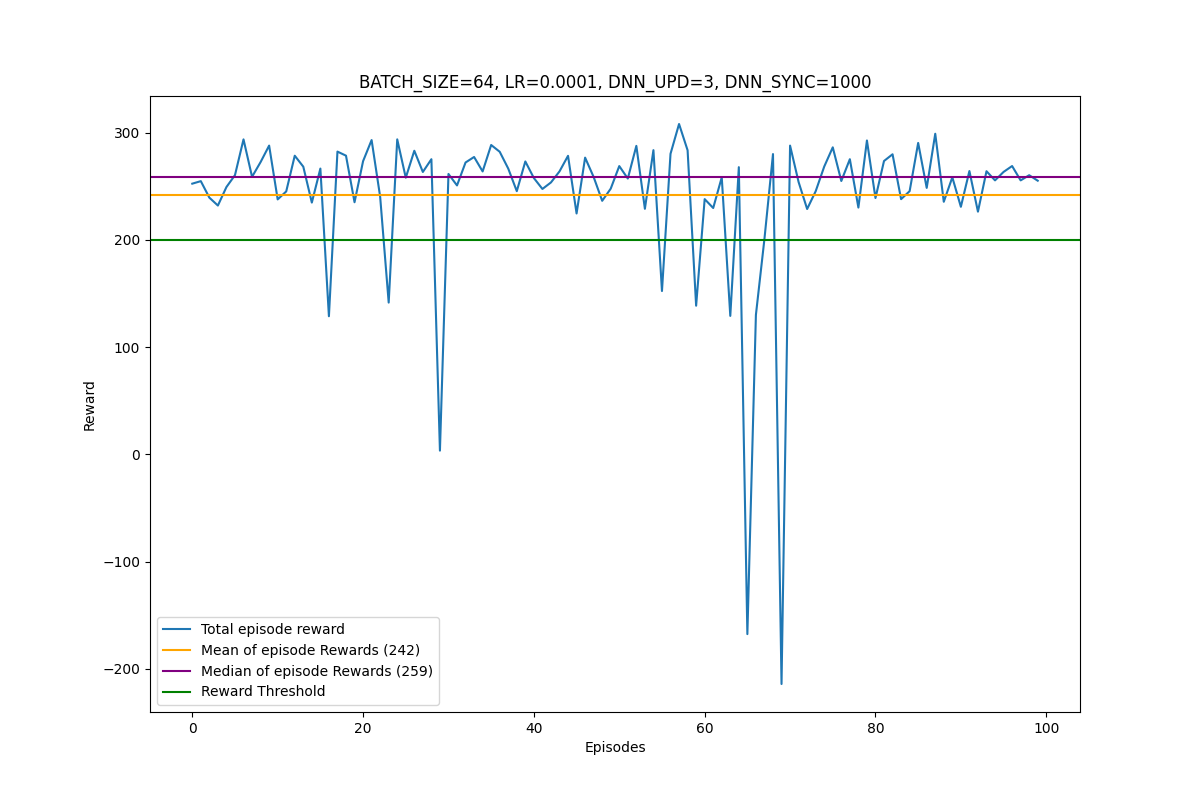 BATCH_SIZE=64, LR=0.0001, DNN_UPD=3, DNN_SYNC=1000
300
200
100
0
−100
−200
Reward
Total episode reward
Mean of episode Rewards (242)
Median of episode Rewards (259)
Reward Threshold
0 20 40 60 80 100
Episodes